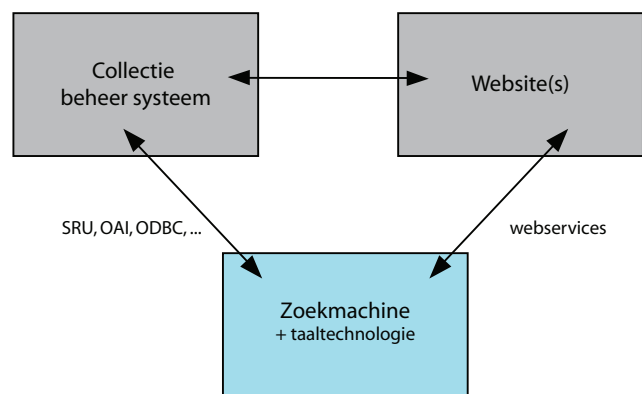 Collectie
beheer systeem
Website(s)
SRU, OAI, ODBC, ...
webservices
Zoekmachine
+ taaltechnologie